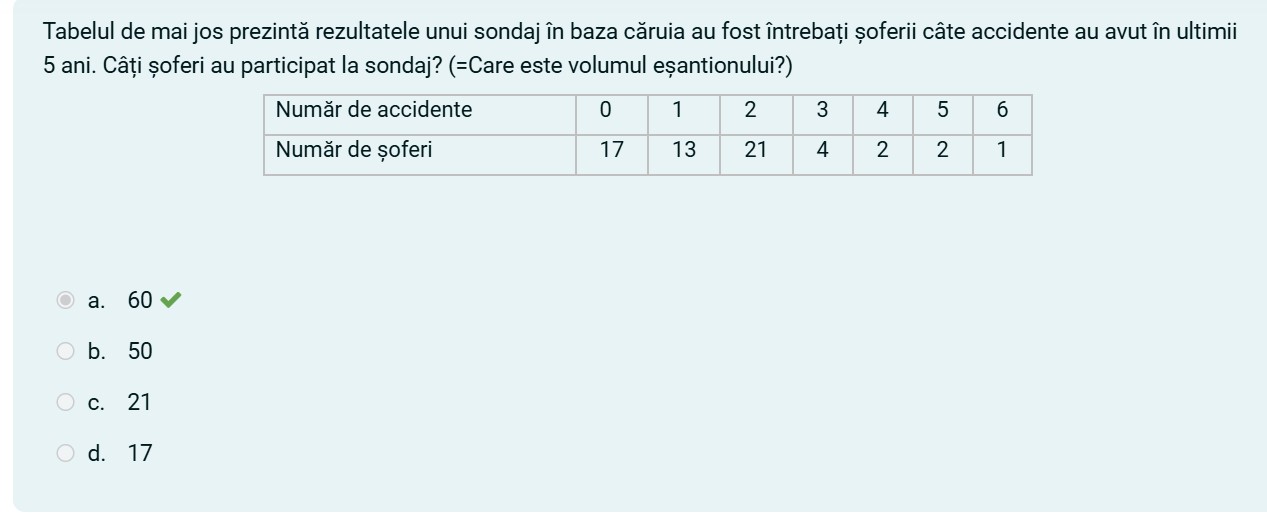 Tabelul de mai jos prezintă rezultatele unui sondaj în baza căruia au fost întrebați șoferii câte accidente au avut în ultimii
5 ani. Câți șoferi au participat la sondaj? (=Care este volumul eșantionului?)
Număr de accidente 0 1 2 3 4 5 6
Număr de șoferi 17 13 21 4 2 2 1
a. 60
b. 50
c. 21
d. 17